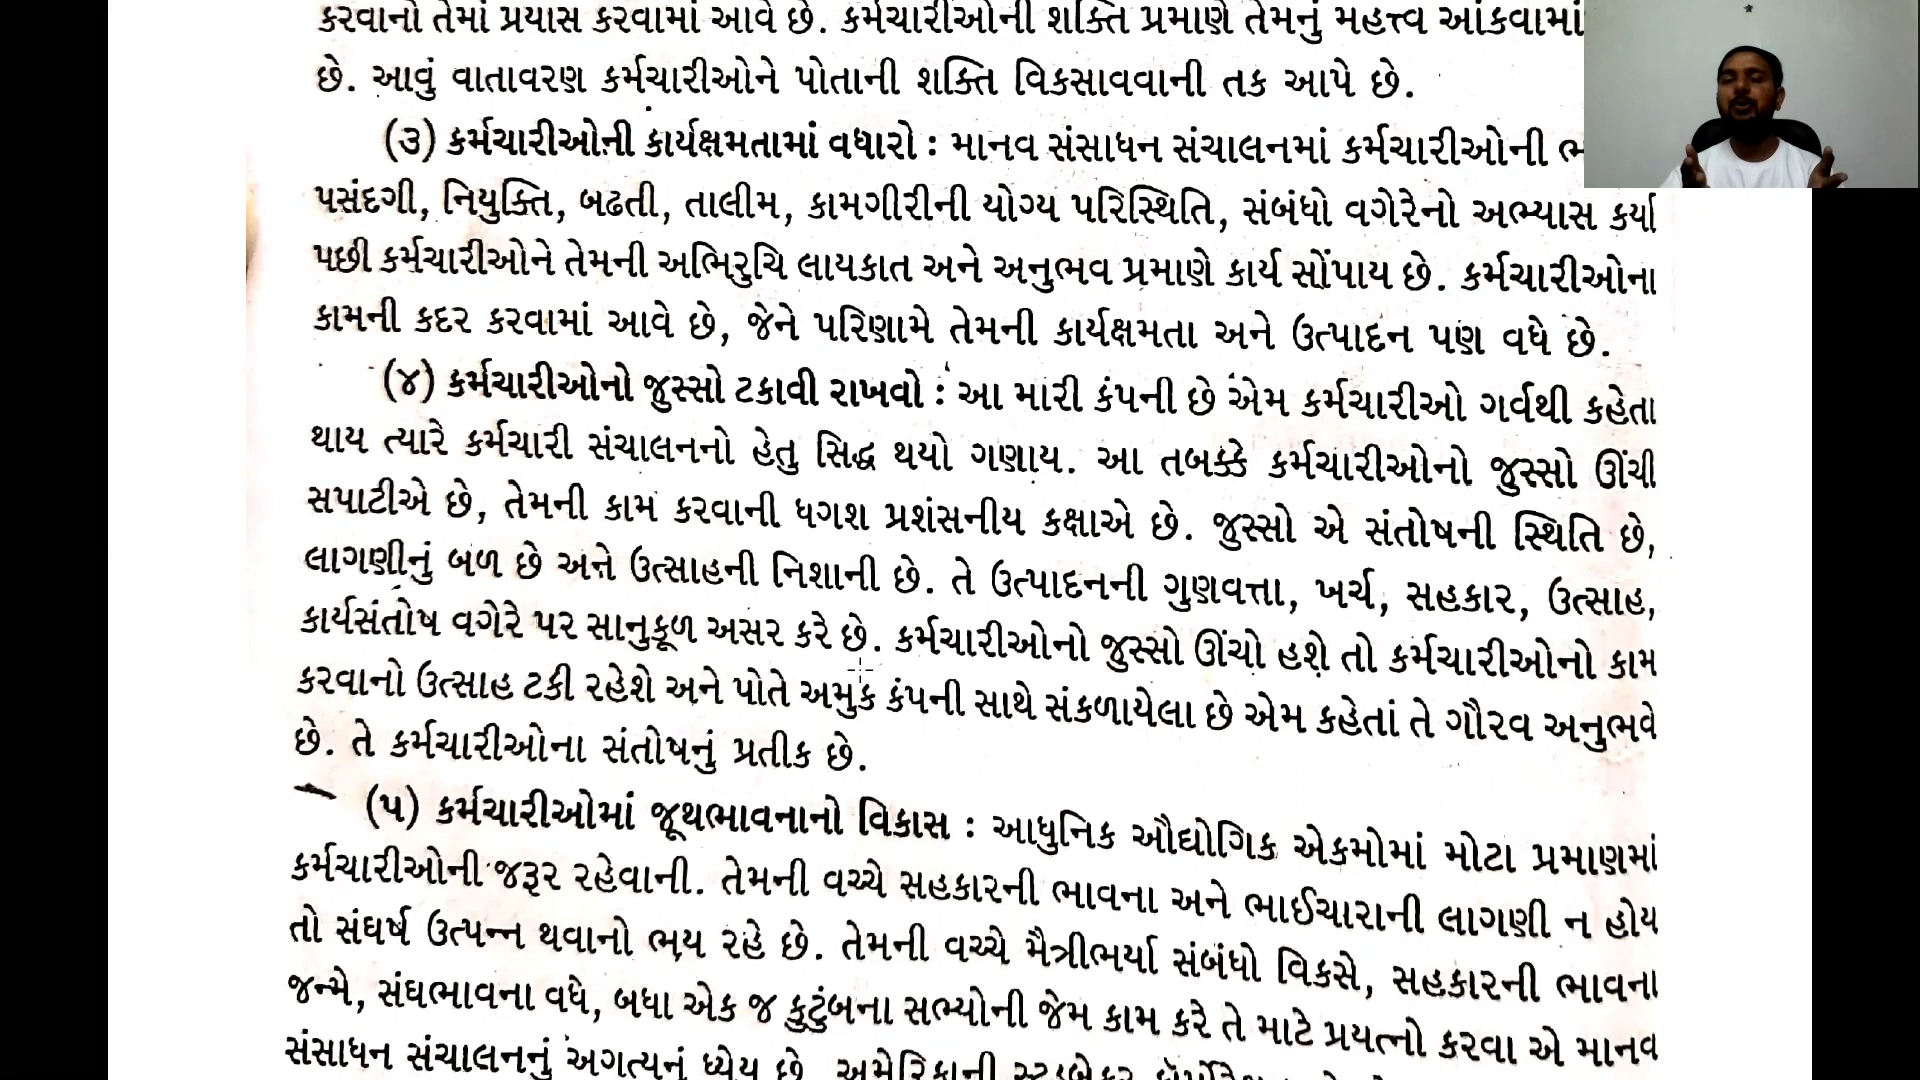 કરવાનો તેમાં પ્રયાસ કરવામાં આવે છે. કર્મચારીઓની શક્તિ પ્રમાણે તેમનું મહત્ત્વ આંકવામાં
છે. આવું વાતાવરણ કર્મચારીઓને પોતાની શક્તિ વિકસાવવાની તક આપે છે.
(૩) કર્મચારીઓની કાર્યક્ષમતામાં વધારો : માનવ સંસાધન સંચાલનમાં કર્મચારીઓની
પસંદગી, નિયુક્તિ, બઢતી, તાલીમ, કામગીરીની યોગ્ય પરિસ્થિતિ, સંબંધો વગેરેનો અભ્યાસ કર્યા
પછી કર્મચારીઓને તેમની અભિરુચિ લાયકાત અને અનુભવ પ્રમાણે કાર્ય સોંપાય છે. કર્મચારીઓના
કામની કદર કરવામાં આવે છે, જેને પરિણામે તેમની કાર્યક્ષમતા અને ઉત્પાદન પણ વધે છે.
(૪) કર્મચારીઓનો જુસ્સો ટકાવી રાખવો : આ મારી કંપની છે એમ કર્મચારીઓ ગર્વથી કહેતા
થાય ત્યારે કર્મચારી સંચાલનનો હેતુ સિદ્ધ થયો ગણાય. આ તબક્કે કર્મચારીઓનો જુસ્સો ઊંચી
સપાટીએ છે, તેમની કામ કરવાની ધગશ પ્રશંસનીય કક્ષાએ છે. જુસ્સો એ સંતોષની સ્થિતિ છે,
લાગણીનું બળ છે અને ઉત્સાહની નિશાની છે. તે ઉત્પાદનની ગુણવત્તા, ખર્ચ, સહકાર, ઉત્સાહ,
કાર્યસંતોષ વગેરે પર સાનુકૂળ અસર કરે છે. કર્મચારીઓનો જુસ્સો ઊંચો હશે તો કર્મચારીઓનો કામ
કરવાનો ઉત્સાહ ટકી રહેશે અને પોતે અમુક કંપની સાથે સંકળાયેલા છે એમ કહેતાં તે ગૌરવ અનુભવે
છે. તે કર્મચારીઓના સંતોષનું પ્રતીક છે.
(૫) કર્મચારીઓમાં જૂથભાવનાનો વિકાસ : આધુનિક ઔદ્યોગિક એકમોમાં મોટા પ્રમાણમાં
કર્મચારીઓની જરૂર રહેવાની. તેમની વચ્ચે સહકારની ભાવના અને ભાઈચારાની લાગણી ન હોય
તો સંઘર્ષ ઉત્પન્ન થવાનો ભય રહે છે. તેમની વચ્ચે મૈત્રીભર્યા સંબંધો વિકસે, સહકારની ભાવના
જન્મે, સંઘભાવના વધે, બધા એક જ કુટુંબના સભ્યોની જેમ કામ કરે તે માટે પ્રયત્નો કરવા એ માનવ
સંસાધન સંચાલનનું અગત્યનું ધ્યેય છે. અમેરિકાની